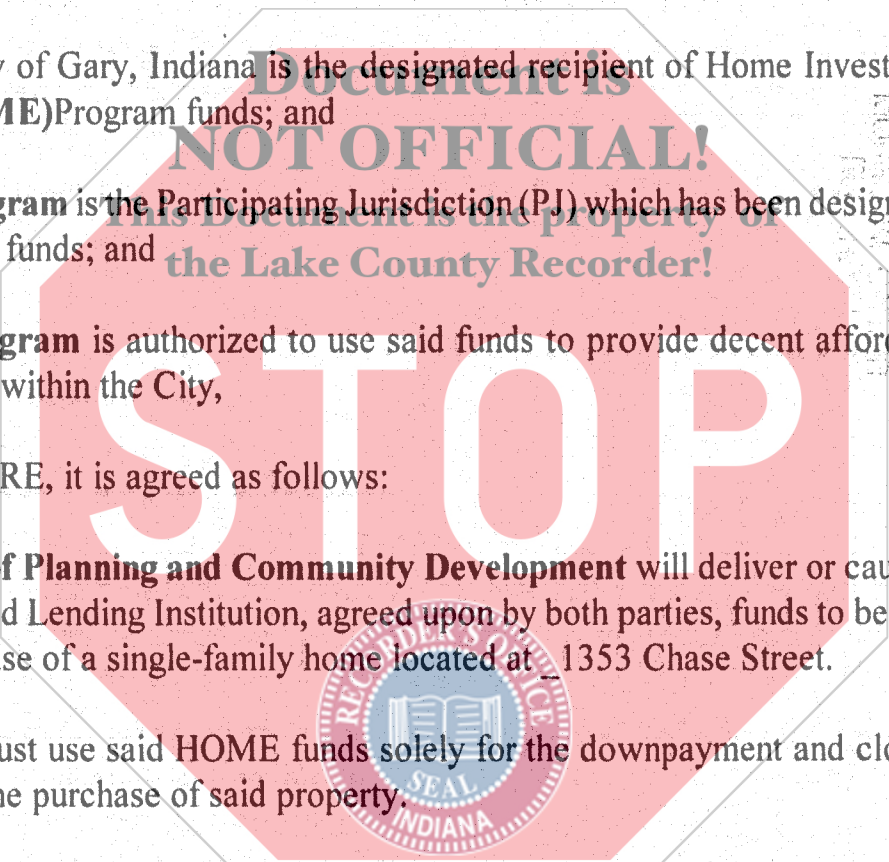 y of Gary, Indiana is the designated recipient of Home Invest
ME)Program funds; and
gram is the Participating Jurisdiction (PJ) which has been design
funds; and
gram is authorized to use said funds to provide decent afford
within the City,
RE, it is agreed as follows:
f Planning and Community Development will deliver or cau
d Lending Institution, agreed upon by both parties, funds to be
se of a single-family home located at _1353 Chase Street.
ust use said HOME funds solely for the downpayment and clo
he purchase of said property.
Document is
NOT OFFICIAL!
This Document is the property of
the Lake County Recorder!
STOP
RECORDER'S OFFICE
SEAL
INDIANA